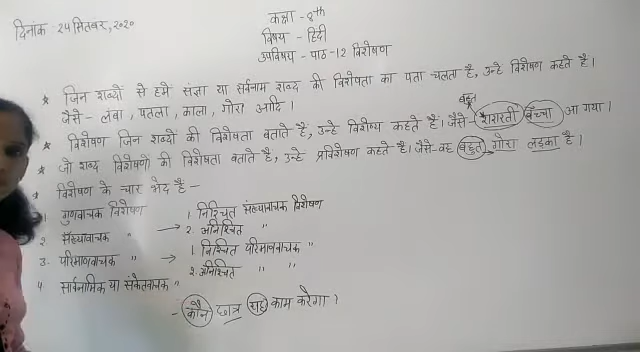 दिनांक - २५ सितंबर, २०२०
कक्षा - 8th
विषय - हिंदी
उपविषय - पाठ-12 विशेषण
* जिन शब्दों से हमें संज्ञा या सर्वनाम शब्द की विशेषता का पता चलता है, उन्हें विशेषण कहते हैं।
जैसे - लंबा, पतला, काला, गोरा आदि।
बहुत
* विशेषण जिन शब्दों की विशेषता बताते हैं, उन्हें विशेष्य कहते हैं। जैसे - शरारती बच्चा आ गया।
* जो शब्द विशेषणों की विशेषता बताते हैं, उन्हें प्रविशेषण कहते हैं। जैसे - वह बहुत गोरा लड़का है।
* विशेषण के चार भेद हैं -
1 गुणवाचक विशेषण
1. निश्चित संख्यावाचक विशेषण
2 संख्यावाचक " → 2. अनिश्चित "
3. परिमाणवाचक " → 1. निश्चित परिमाणवाचक "
2. अनिश्चित " "
4 सार्वनामिक या संकेतवाचक "
- कौन छात्र यह काम करेगा?